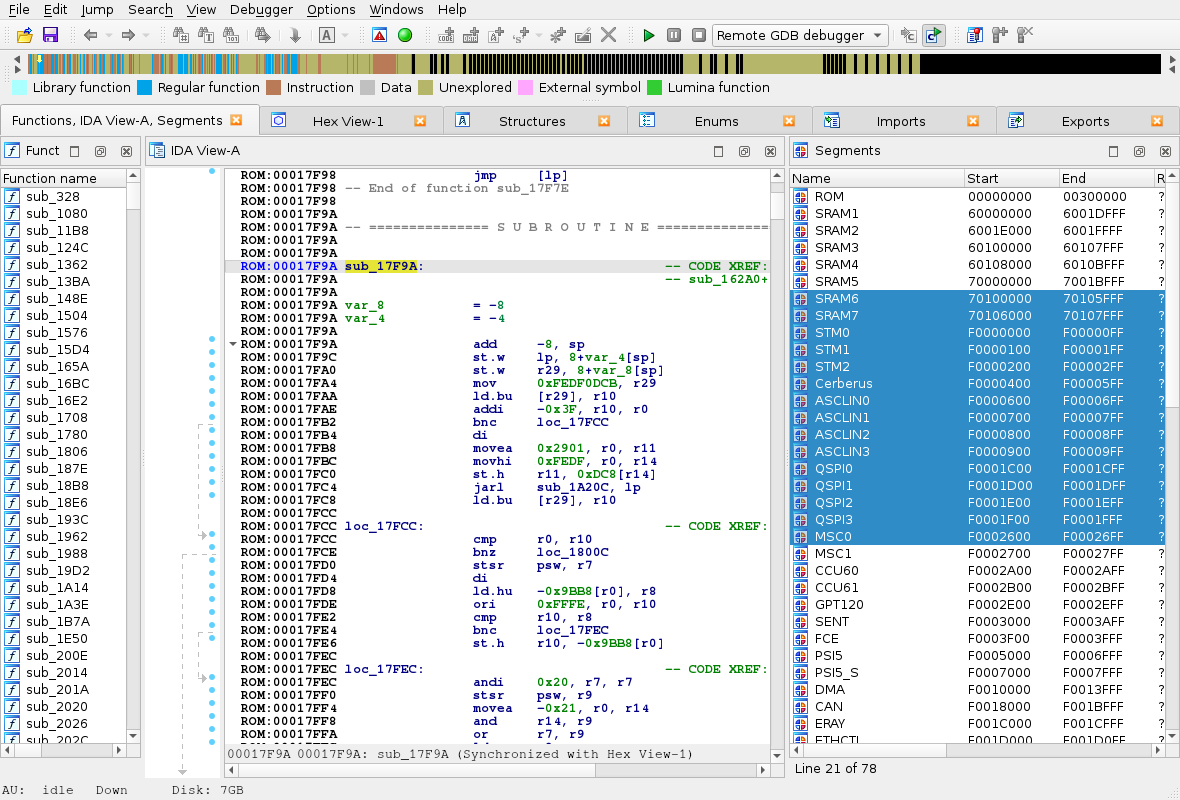 File Edit Jump Search View Debugger Options Windows Help
Remote GDB debugger
Library function Regular function Instruction Data Unexplored External symbol Lumina function
Functions, IDA View-A, Segments Hex View-1 Structures Enums Imports Exports
Funct
Function name
sub_328
sub_1080
sub_11B8
sub_124C
sub_1362
sub_13BA
sub_148E
sub_1504
sub_1576
sub_15D4
sub_165A
sub_16BC
sub_16E2
sub_1708
sub_1780
sub_1806
sub_187E
sub_18B8
sub_18E6
sub_193C
sub_1962
sub_1988
sub_19D2
sub_1A14
sub_1A3E
sub_1B7A
sub_1E50
sub_200E
sub_2014
sub_201A
sub_2020
sub_2026
sub_202C
IDA View-A
ROM:00017F98 jmp [lp]
ROM:00017F98 -- End of function sub_17F7E
ROM:00017F98
ROM:00017F9A
ROM:00017F9A -- =============== S U B R O U T I N E ===============
ROM:00017F9A
ROM:00017F9A
ROM:00017F9A sub_17F9A: -- CODE XREF:
ROM:00017F9A -- sub_162A0+
ROM:00017F9A
ROM:00017F9A var_8 = -8
ROM:00017F9A var_4 = -4
ROM:00017F9A
ROM:00017F9A add -8, sp
ROM:00017F9C st.w lp, 8+var_4[sp]
ROM:00017FA0 st.w r29, 8+var_8[sp]
ROM:00017FA4 mov 0xFEDF0DCB, r29
ROM:00017FAA ld.bu [r29], r10
ROM:00017FAE addi -0x3F, r10, r0
ROM:00017FB2 bnc loc_17FCC
ROM:00017FB4 di
ROM:00017FB8 movea 0x2901, r0, r11
ROM:00017FBC movhi 0xFEDF, r0, r14
ROM:00017FC0 st.h r11, 0xDC8[r14]
ROM:00017FC4 jarl sub_1A20C, lp
ROM:00017FC8 ld.bu [r29], r10
ROM:00017FCC
ROM:00017FCC loc_17FCC: -- CODE XREF:
ROM:00017FCC cmp r0, r10
ROM:00017FCE bnz loc_1800C
ROM:00017FD0 stsr psw, r7
ROM:00017FD4 di
ROM:00017FD8 ld.hu -0x9BB8[r0], r8
ROM:00017FDE ori 0xFFFE, r0, r10
ROM:00017FE2 cmp r10, r8
ROM:00017FE4 bnc loc_17FEC
ROM:00017FE6 st.h r10, -0x9BB8[r0]
ROM:00017FEC
ROM:00017FEC loc_17FEC: -- CODE XREF:
ROM:00017FEC andi 0x20, r7, r7
ROM:00017FF0 stsr psw, r9
ROM:00017FF4 movea -0x21, r0, r14
ROM:00017FF8 and r14, r9
ROM:00017FFA or r7, r9
00017F9A 00017F9A: sub_17F9A (Synchronized with Hex View-1)
Segments
Name Start End R
ROM 00000000 00300000 ?
SRAM1 60000000 6001DFFF ?
SRAM2 6001E000 6001FFFF ?
SRAM3 60100000 60107FFF ?
SRAM4 60108000 6010BFFF ?
SRAM5 70000000 7001BFFF ?
SRAM6 70100000 70105FFF ?
SRAM7 70106000 70107FFF ?
STM0 F0000000 F00000FF ?
STM1 F0000100 F00001FF ?
STM2 F0000200 F00002FF ?
Cerberus F0000400 F00005FF ?
ASCLIN0 F0000600 F00006FF ?
ASCLIN1 F0000700 F00007FF ?
ASCLIN2 F0000800 F00008FF ?
ASCLIN3 F0000900 F00009FF ?
QSPI0 F0001C00 F0001CFF ?
QSPI1 F0001D00 F0001DFF ?
QSPI2 F0001E00 F0001EFF ?
QSPI3 F0001F00 F0001FFF ?
MSC0 F0002600 F00026FF ?
MSC1 F0002700 F00027FF ?
CCU60 F0002A00 F0002AFF ?
CCU61 F0002B00 F0002BFF ?
GPT120 F0002E00 F0002EFF ?
SENT F0003000 F0003AFF ?
FCE F0003F00 F0003FFF ?
PSI5 F0005000 F0006FFF ?
PSI5_S F0007000 F0007FFF ?
DMA F0010000 F0013FFF ?
CAN F0018000 F001BFFF ?
ERAY F001C000 F001CFFF ?
ETHCTL F001D000 F001D0FF ?
Line 21 of 78
AU: idle Down Disk: 7GB